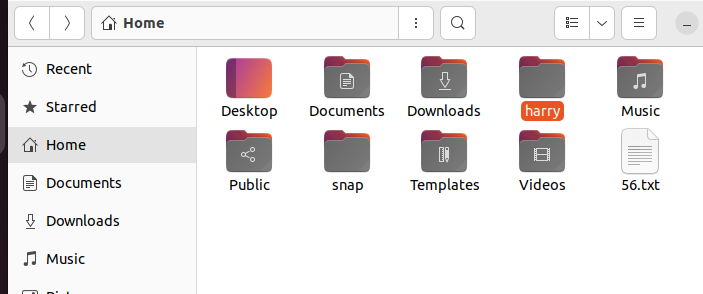 Home
Recent
Starred
Home
Documents
Downloads
Music
Desktop
Documents
Downloads
harry
Music
Public
snap
Templates
Videos
56.txt